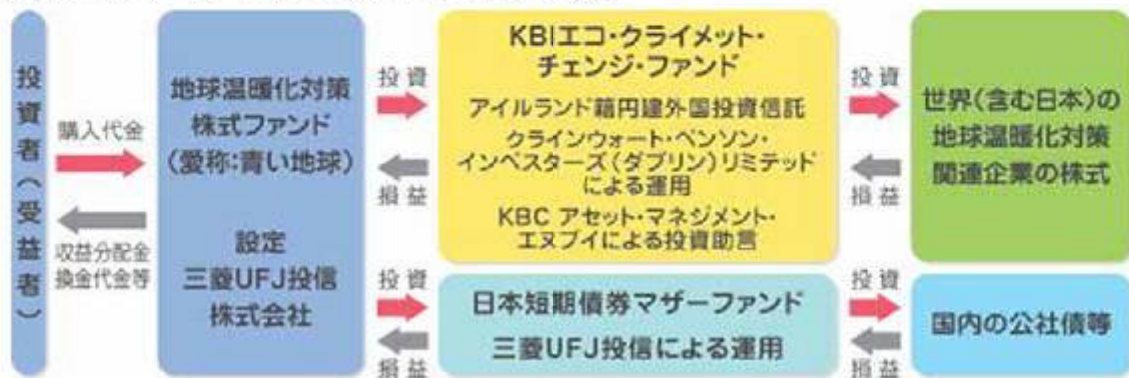 投資者（受益者）
購入代金
収益分配金
換金代金等
地球温暖化対策
株式ファンド
（愛称：青い地球）
設定
三菱UFJ投信
株式会社
投資
損益
KBIエコ・クライメット・
チェンジ・ファンド
アイルランド籍円建外国投資信託
クラインウォート・ベンソン・
インベスターズ（ダブリン）リミテッド
による運用
KBC アセット・マネジメント・
エヌブイによる投資助言
投資
損益
世界（含む日本）の
地球温暖化対策
関連企業の株式
投資
損益
日本短期債券マザーファンド
三菱UFJ投信による運用
投資
損益
国内の公社債等